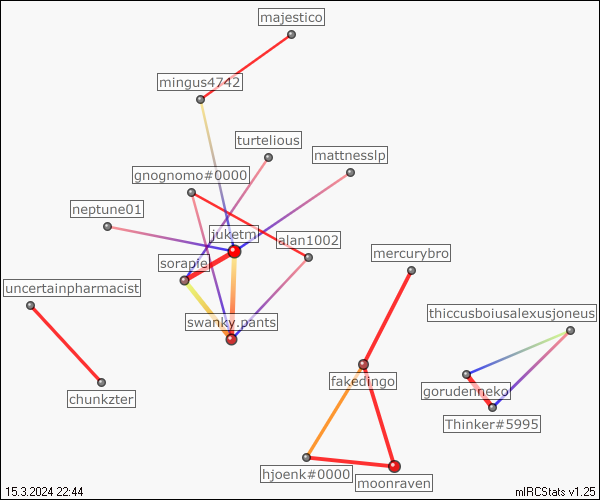 majestico
mingus4742
turtelious
mattnesslp
gnognomo#0000
neptune01
juketm
alan1002
mercurybro
sorapie
uncertainpharmacist
thiccusboiusalexusjoneus
swanky.pants
fakedingo
gorudenneko
chunkzter
Thinker#5995
hjoenk#0000
moonraven
15.3.2024 22:44
mIRCStats v1.25